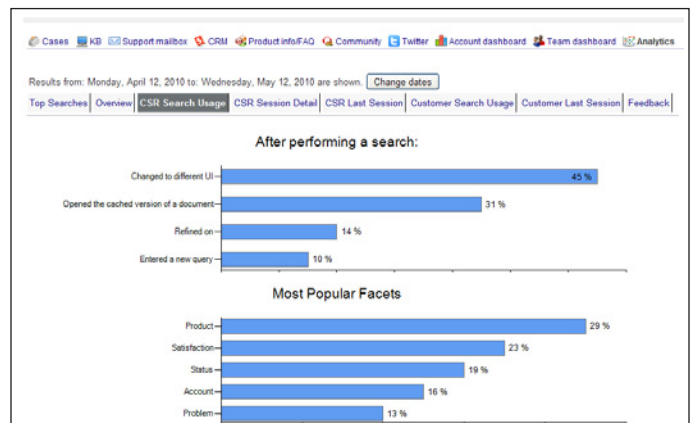 Cases KB Support mailbox CRM Product info/FAQ Community Twitter Account dashboard Team dashboard Analytics
Results from: Monday, April 12, 2010 to: Wednesday, May 12, 2010 are shown. Change dates
Top Searches Overview CSR Search Usage CSR Session Detail CSR Last Session Customer Search Usage Customer Last Session Feedback
After performing a search:
Changed to different UI 45 %
Opened the cached version of a document 31 %
Refined on 14 %
Entered a new query 10 %
Most Popular Facets
Product 29 %
Satisfaction 23 %
Status 19 %
Account 16 %
Problem 13 %